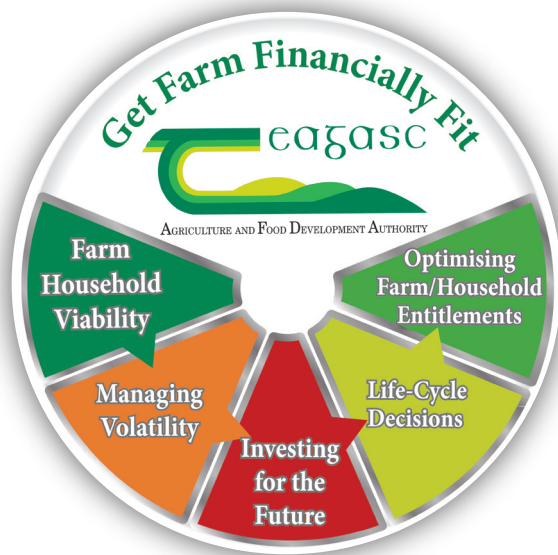 Get Farm Financially Fit
eagasc
AGRICULTURE AND FOOD DEVELOPMENT AUTHORITY
Farm
Household
Viability
Managing
Volatility
Investing
for the
Future
Life-Cycle
Decisions
Optimising
Farm/Household
Entitlements